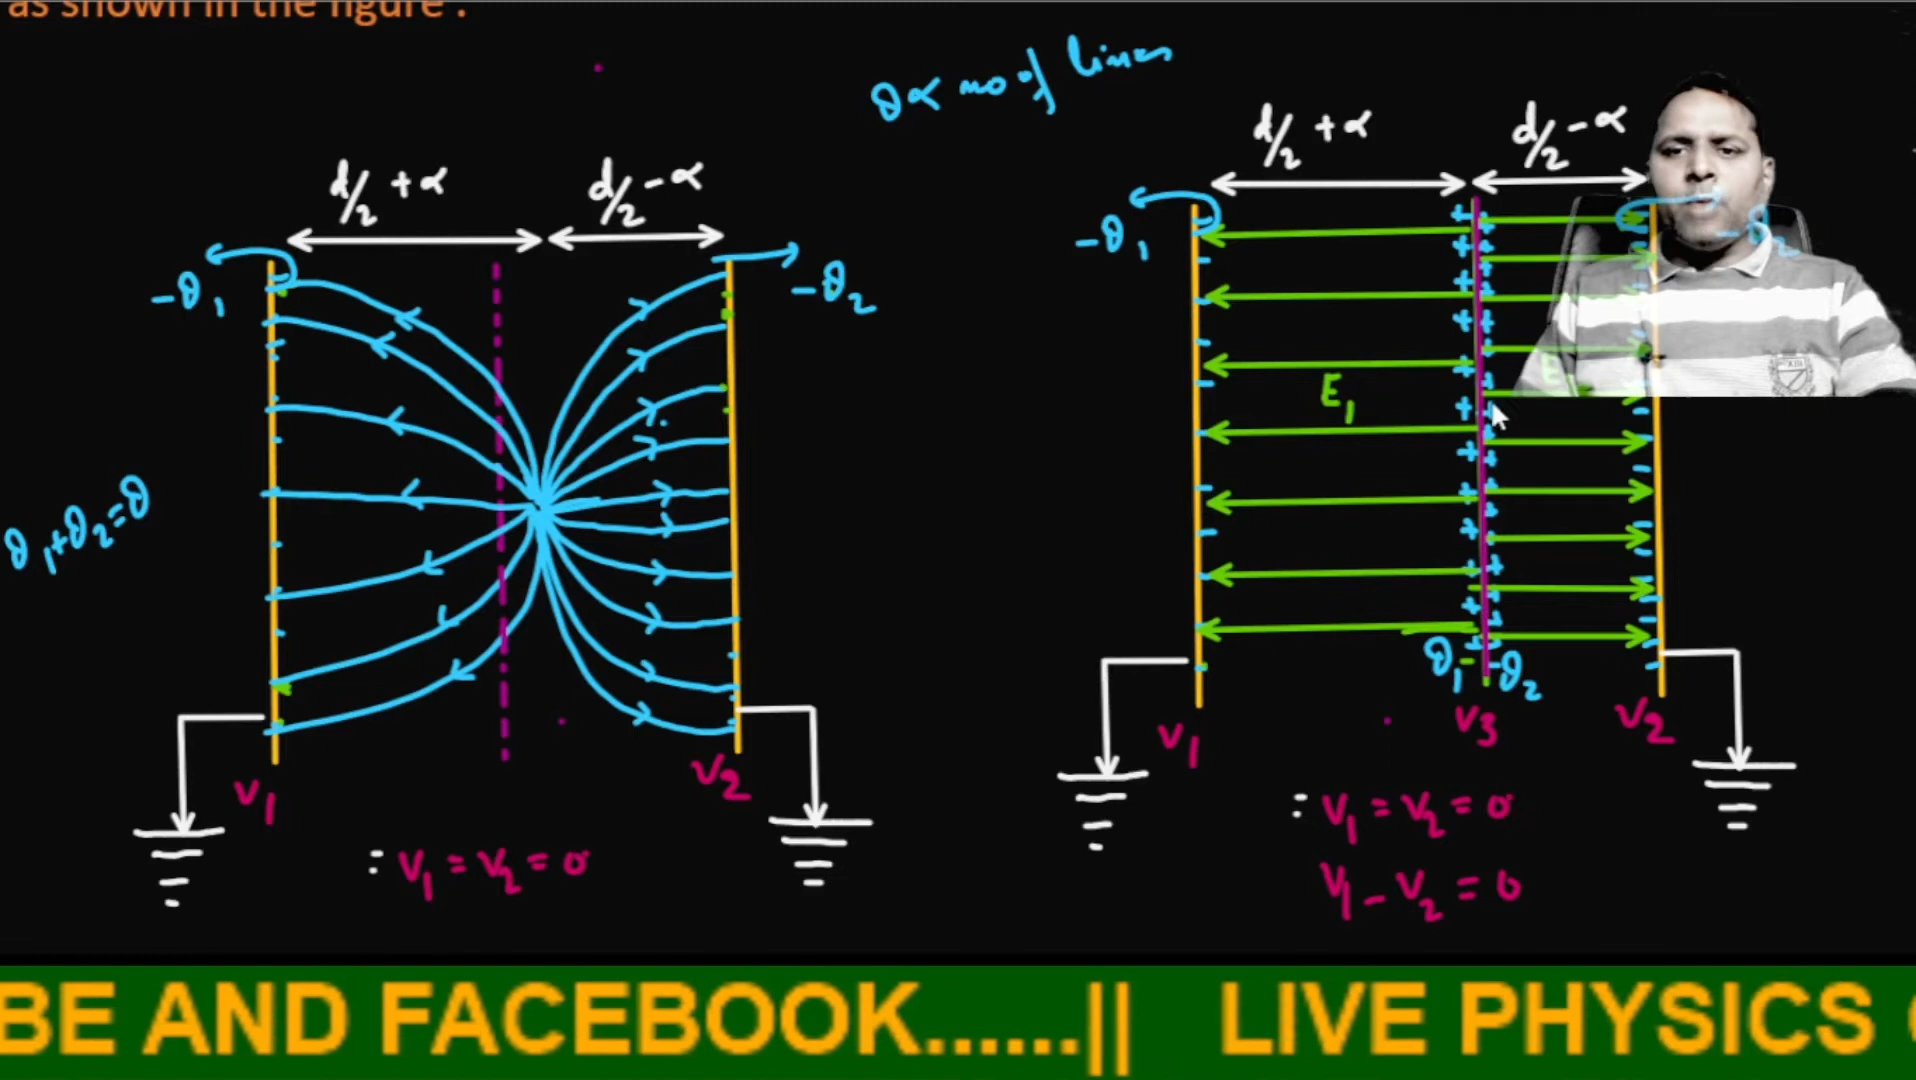 as shown in the figure .
Q ∝ no of lines
d/2 + α
d/2 - α
d/2 + α
d/2 - α
-Q1
-Q2
-Q1
-Q2
E1
E
Q1+Q2=Q
Q1
Q2
V1
V2
V1
V3
V2
∴ V1 = V2 = 0
∴ V1 = V2 = 0
V1 - V2 = 0
BE AND FACEBOOK......|| LIVE PHYSICS